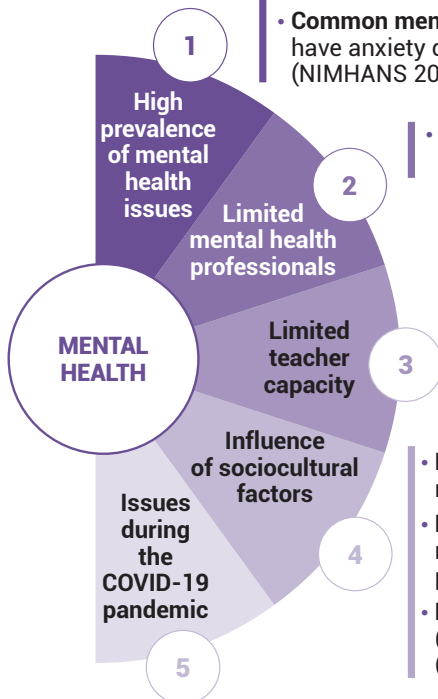 1
• Common men
have anxiety
(NIMHANS 20
High
prevalence
of mental
health
issues
2
•
Limited
mental health
professionals
MENTAL
HEALTH
Limited
teacher
capacity
3
Influence
of sociocultural
factors
4
•
•
•
(
(
Issues
during
the
COVID-19
pandemic
5